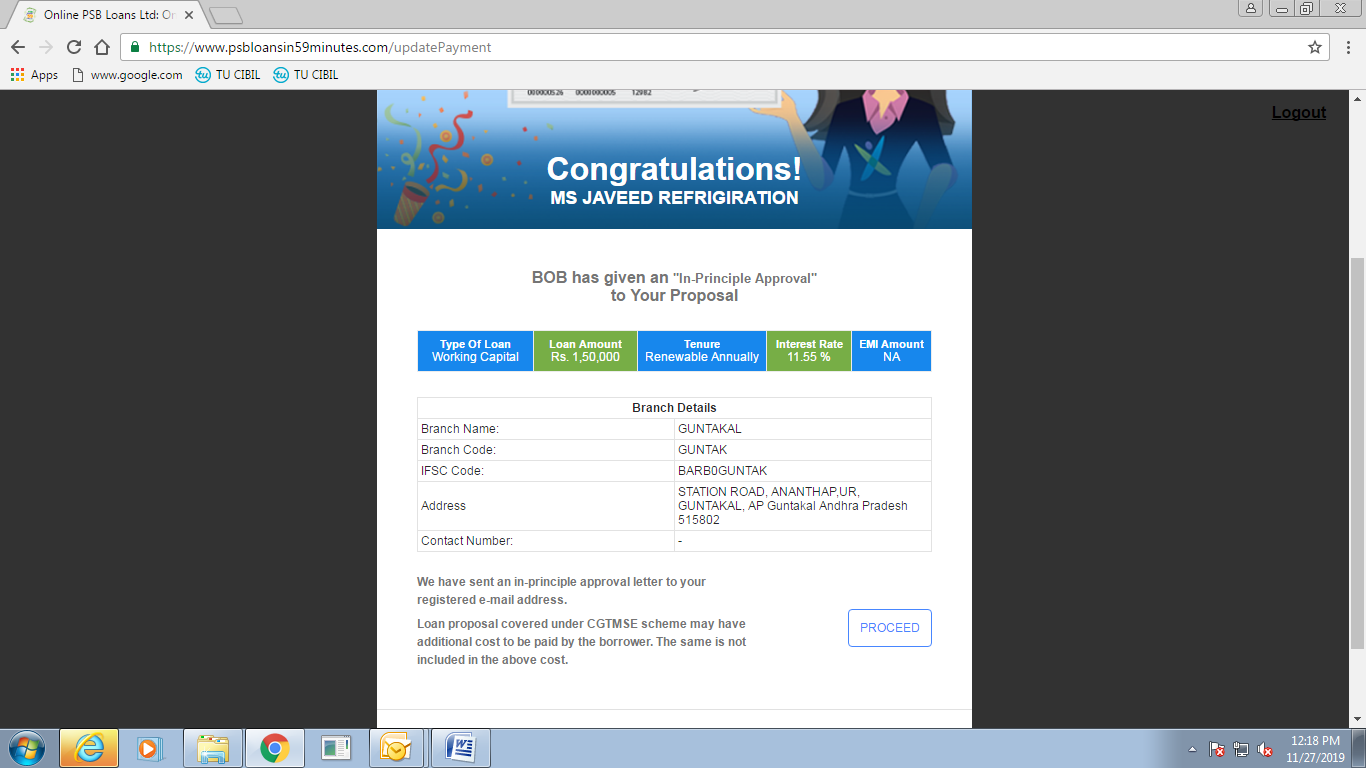 Online PSB Loans Ltd: Or
https://www.psbloansin59minutes.com/updatePayment
Apps www.google.com TU CIBIL TU CIBIL
Logout
00000526 0000000005 12982
Congratulations!
MS JAVEED REFRIGIRATION
BOB has given an "In-Principle Approval"
to Your Proposal
Type Of Loan Loan Amount Tenure Interest Rate EMI Amount
Working Capital Rs. 1,50,000 Renewable Annually 11.55 % NA
Branch Details
Branch Name: GUNTAKAL
Branch Code: GUNTAK
IFSC Code: BARB0GUNTAK
Address STATION ROAD, ANANTHAP,UR,
GUNTAKAL, AP Guntakal Andhra Pradesh
515802
Contact Number: -
We have sent an in-principle approval letter to your
registered e-mail address.
PROCEED
Loan proposal covered under CGTMSE scheme may have
additional cost to be paid by the borrower. The same is not
included in the above cost.
12:18 PM
11/27/2019